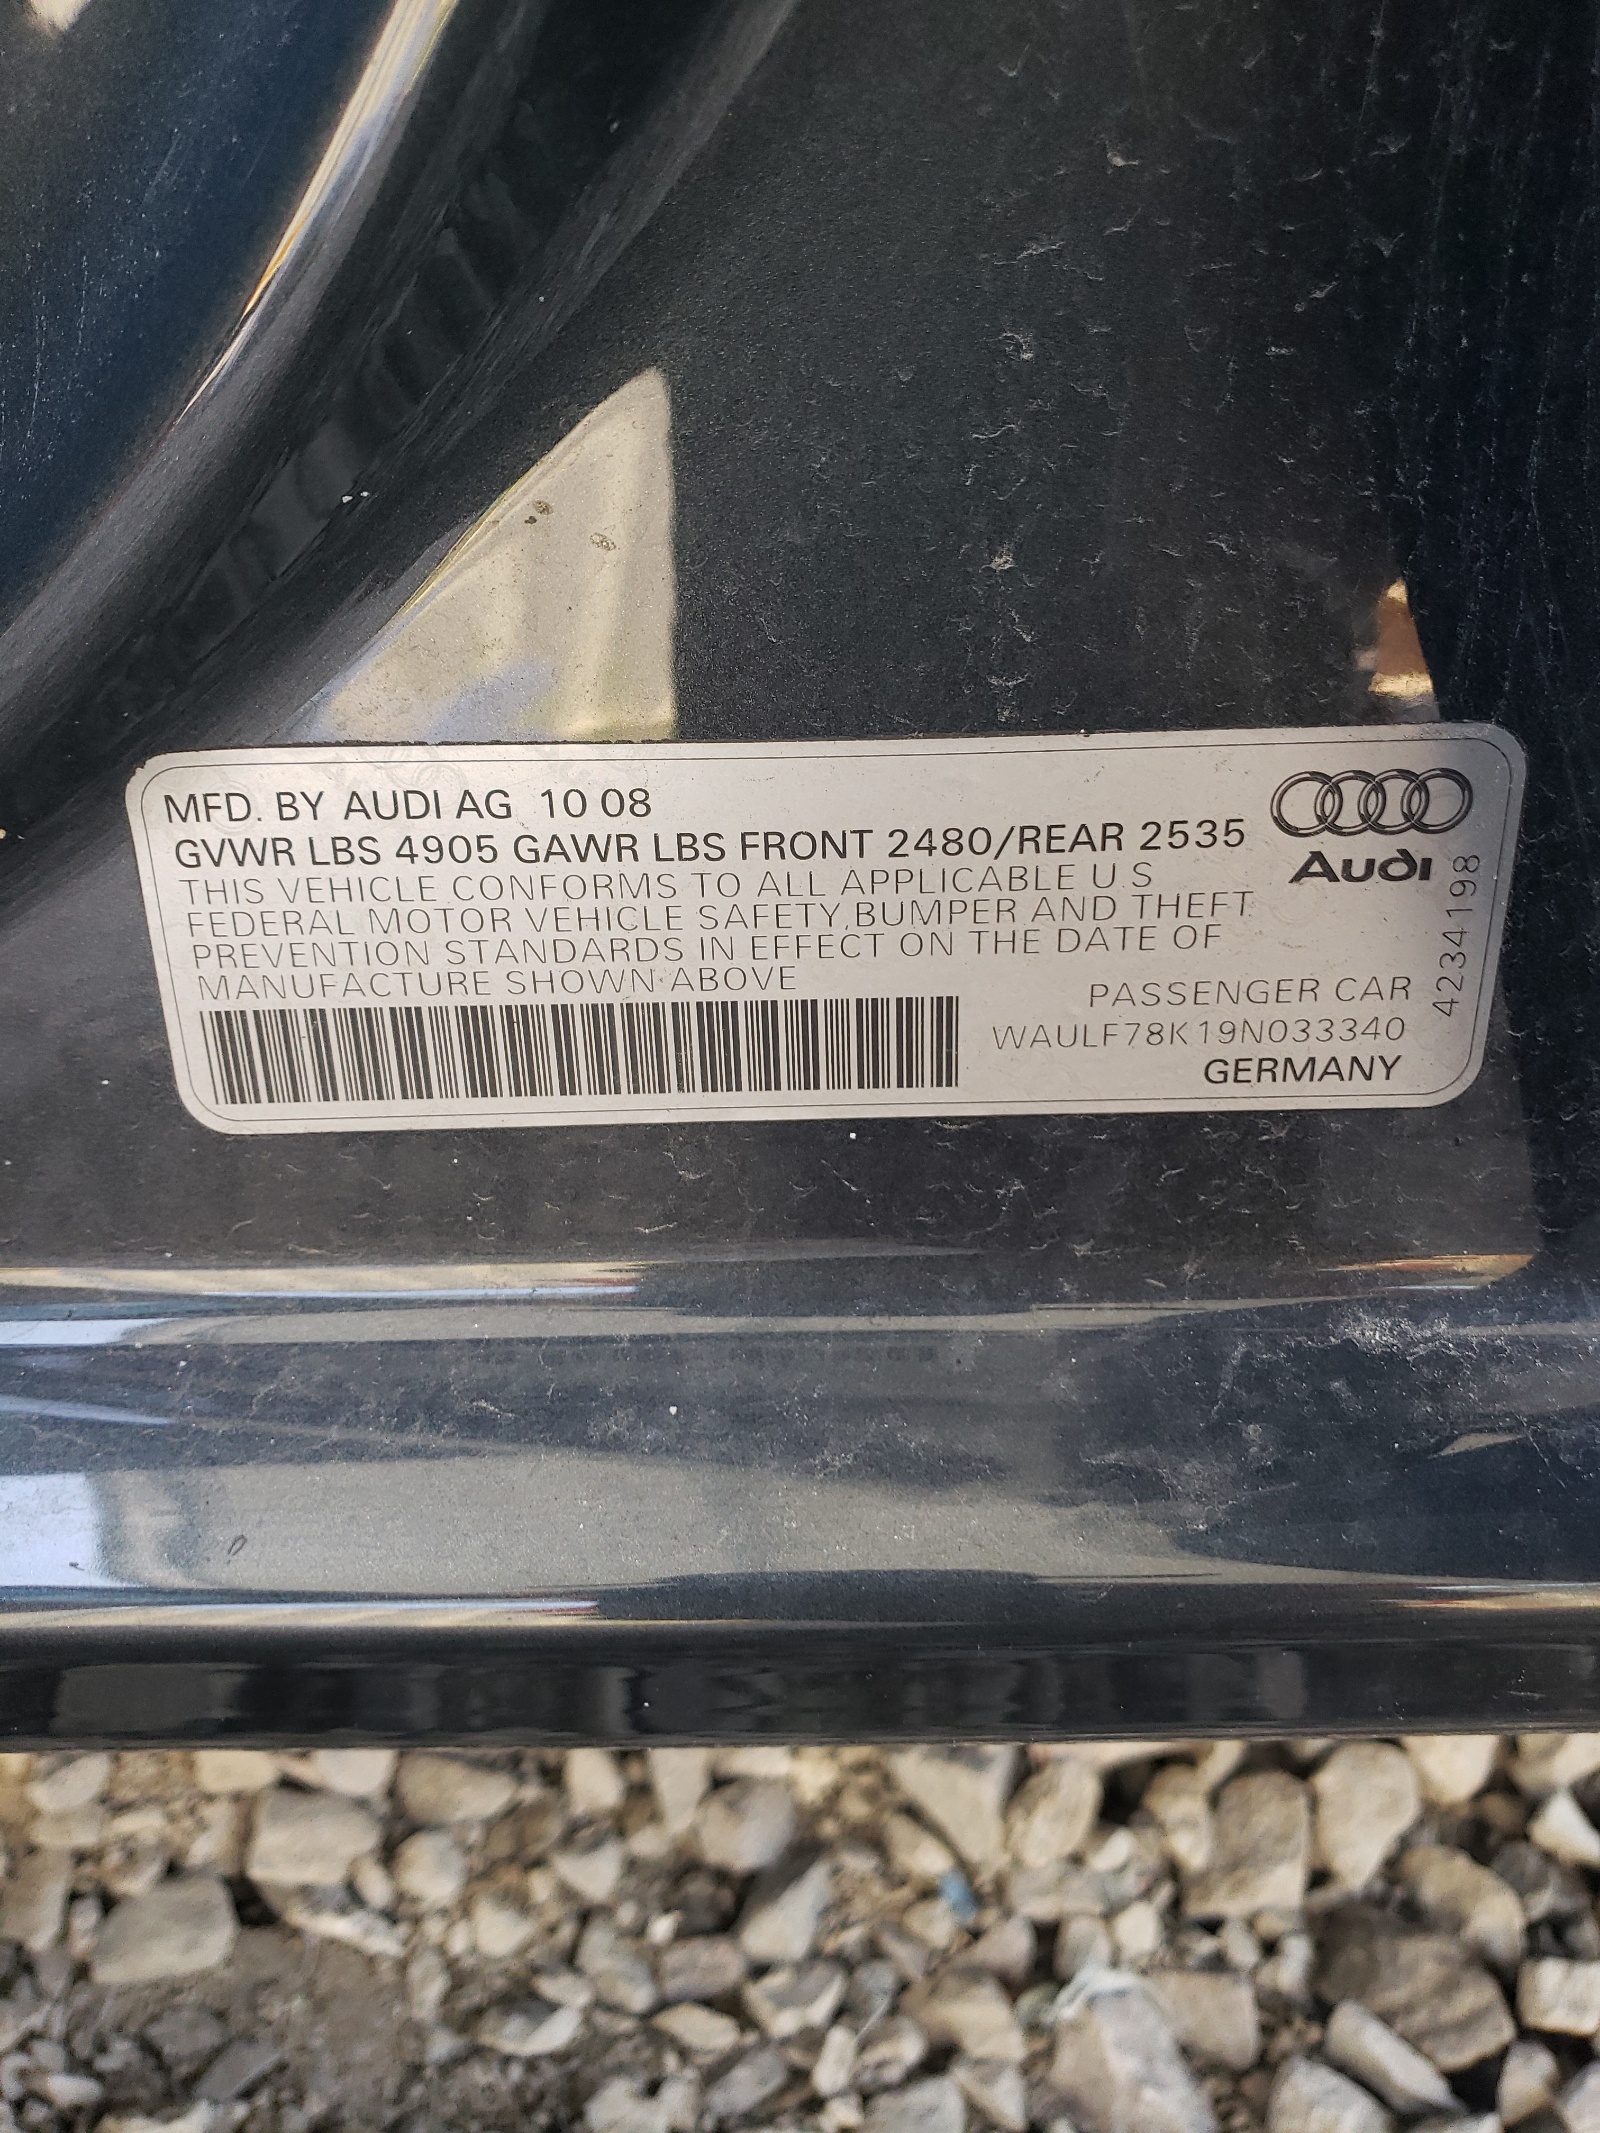 MFD. BY AUDI AG 10 08
GVWR LBS 4905 GAWR LBS FRONT 2480/REAR 2535
THIS VEHICLE CONFORMS TO ALL APPLICABLE U S
FEDERAL MOTOR VEHICLE SAFETY, BUMPER AND THEFT
PREVENTION STANDARDS IN EFFECT ON THE DATE OF
MANUFACTURE SHOWN ABOVE
Audi
4234198
PASSENGER CAR
WAULF78K19N033340
GERMANY